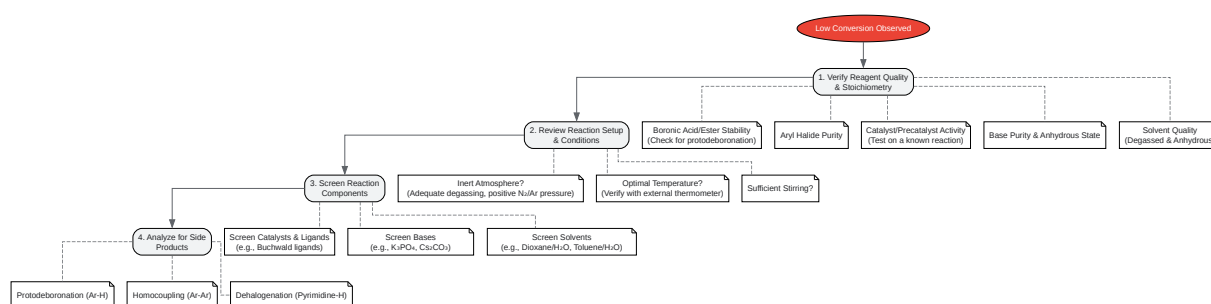 Low Conversion Observed
1. Verify Reagent Quality
& Stoichiometry
2. Review Reaction Setup
& Conditions
Boronic Acid/Ester Stability
(Check for protodeboronation)
Aryl Halide Purity
Catalyst/Precatalyst Activity
(Test on a known reaction)
Base Purity & Anhydrous State
Solvent Quality
(Degassed & Anhydrous
3. Screen Reaction
Components
Inert Atmosphere?
(Adequate degassing, positive N₂/Ar pressure)
Optimal Temperature?
(Verify with external thermometer)
Sufficient Stirring?
4. Analyze for Side
Products
Screen Catalysts & Ligands
(e.g., Buchwald ligands)
Screen Bases
(e.g., K₃PO₄, Cs₂CO₃)
Screen Solvents
(e.g., Dioxane/H₂O, Toluene/H₂O)
Protodeboronation (Ar-H)
Homocoupling (Ar-Ar)
Dehalogenation (Pyrimidine-H)